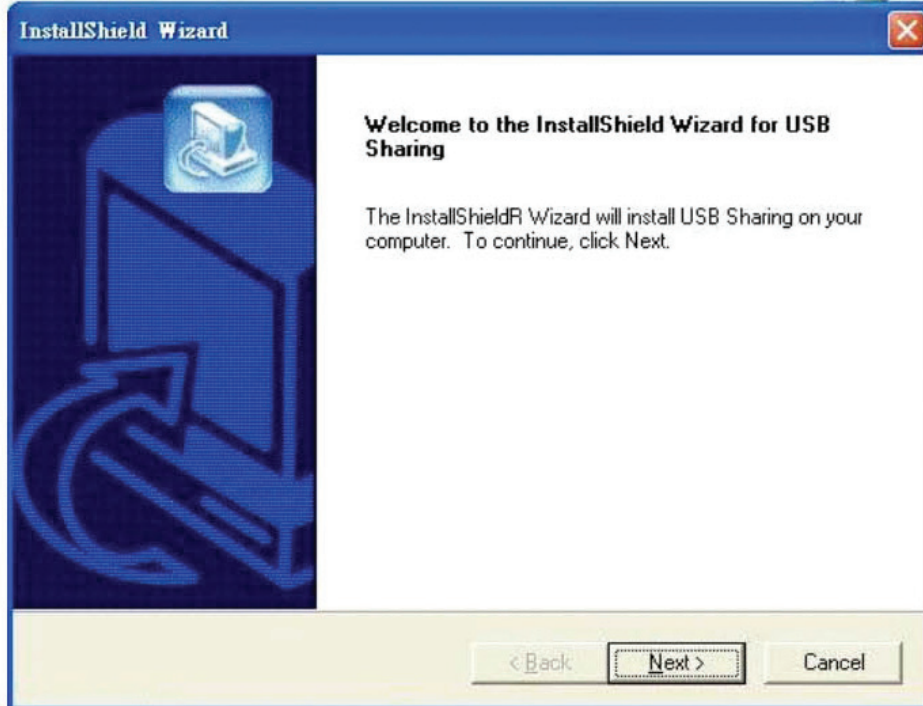 InstallShield Wizard
Welcome to the InstallShield Wizard for USB
Sharing
The InstallShieldR Wizard will install USB Sharing on your
computer.  To continue, click Next.
< Back
Next >
Cancel